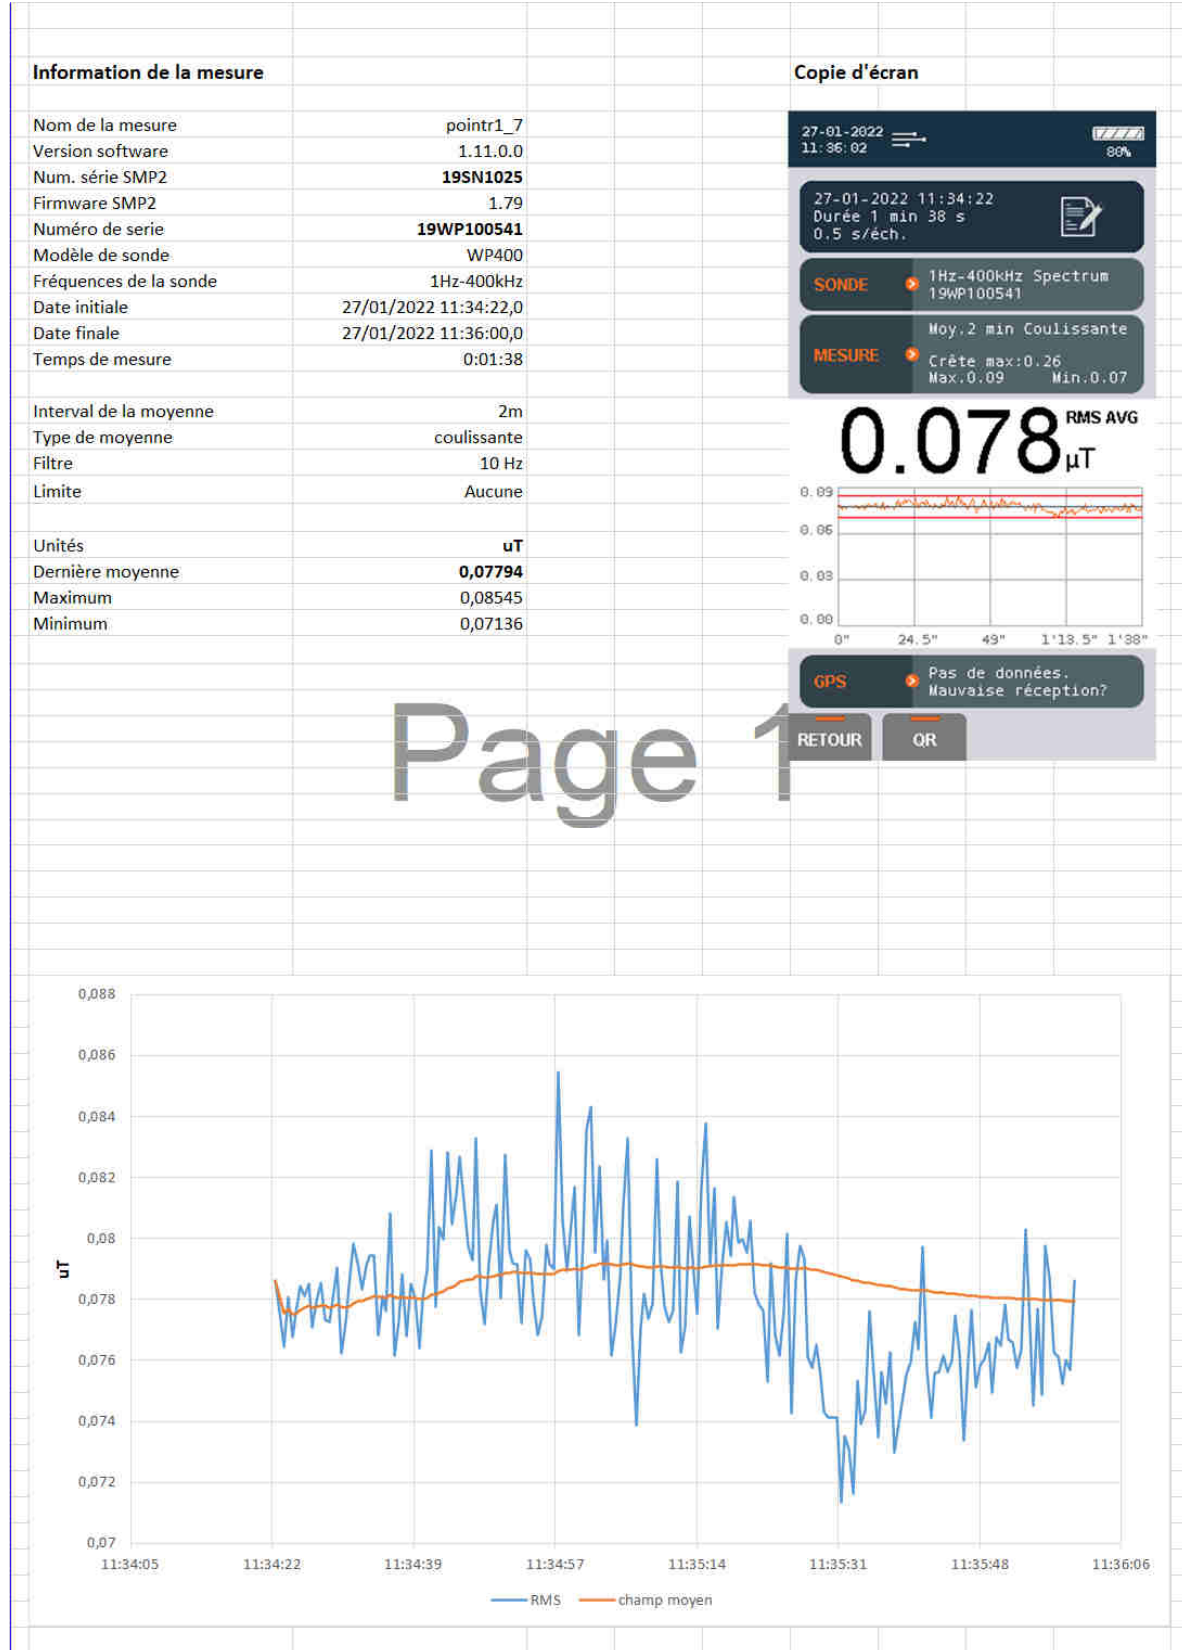 Information de la mesure
Nom de la mesure pointr1_7
Version software 1.11.0.0
Num. série SMP2 19SN1025
Firmware SMP2 1.79
Numéro de serie 19WP100541
Modèle de sonde WP400
Fréquences de la sonde 1Hz-400kHz
Date initiale 27/01/2022 11:34:22,0
Date finale 27/01/2022 11:36:00,0
Temps de mesure 0:01:38
Interval de la moyenne 2m
Type de moyenne coulissante
Filtre 10 Hz
Limite Aucune
Unités uT
Dernière moyenne 0,07794
Maximum 0,08545
Minimum 0,07136
Copie d'écran
27-01-2022
11:36:02
80%
27-01-2022 11:34:22
Durée 1 min 38 s
0.5 s/éch.
SONDE
1Hz-400kHz Spectrum
19WP100541
MESURE
Moy.2 min Coulissante
Crête max:0.26
Max.0.09 Min.0.07
0.078 RMS AVG
µT
0.09
0.06
0.03
0.00
0" 24.5" 49" 1'13.5" 1'38"
GPS
Pas de données.
Mauvaise réception?
RETOUR QR
Page 1
0,088
0,086
0,084
0,082
0,08
0,078
0,076
0,074
0,072
0,07
uT
11:34:05 11:34:22 11:34:39 11:34:57 11:35:14 11:35:31 11:35:48 11:36:06
RMS champ moyen